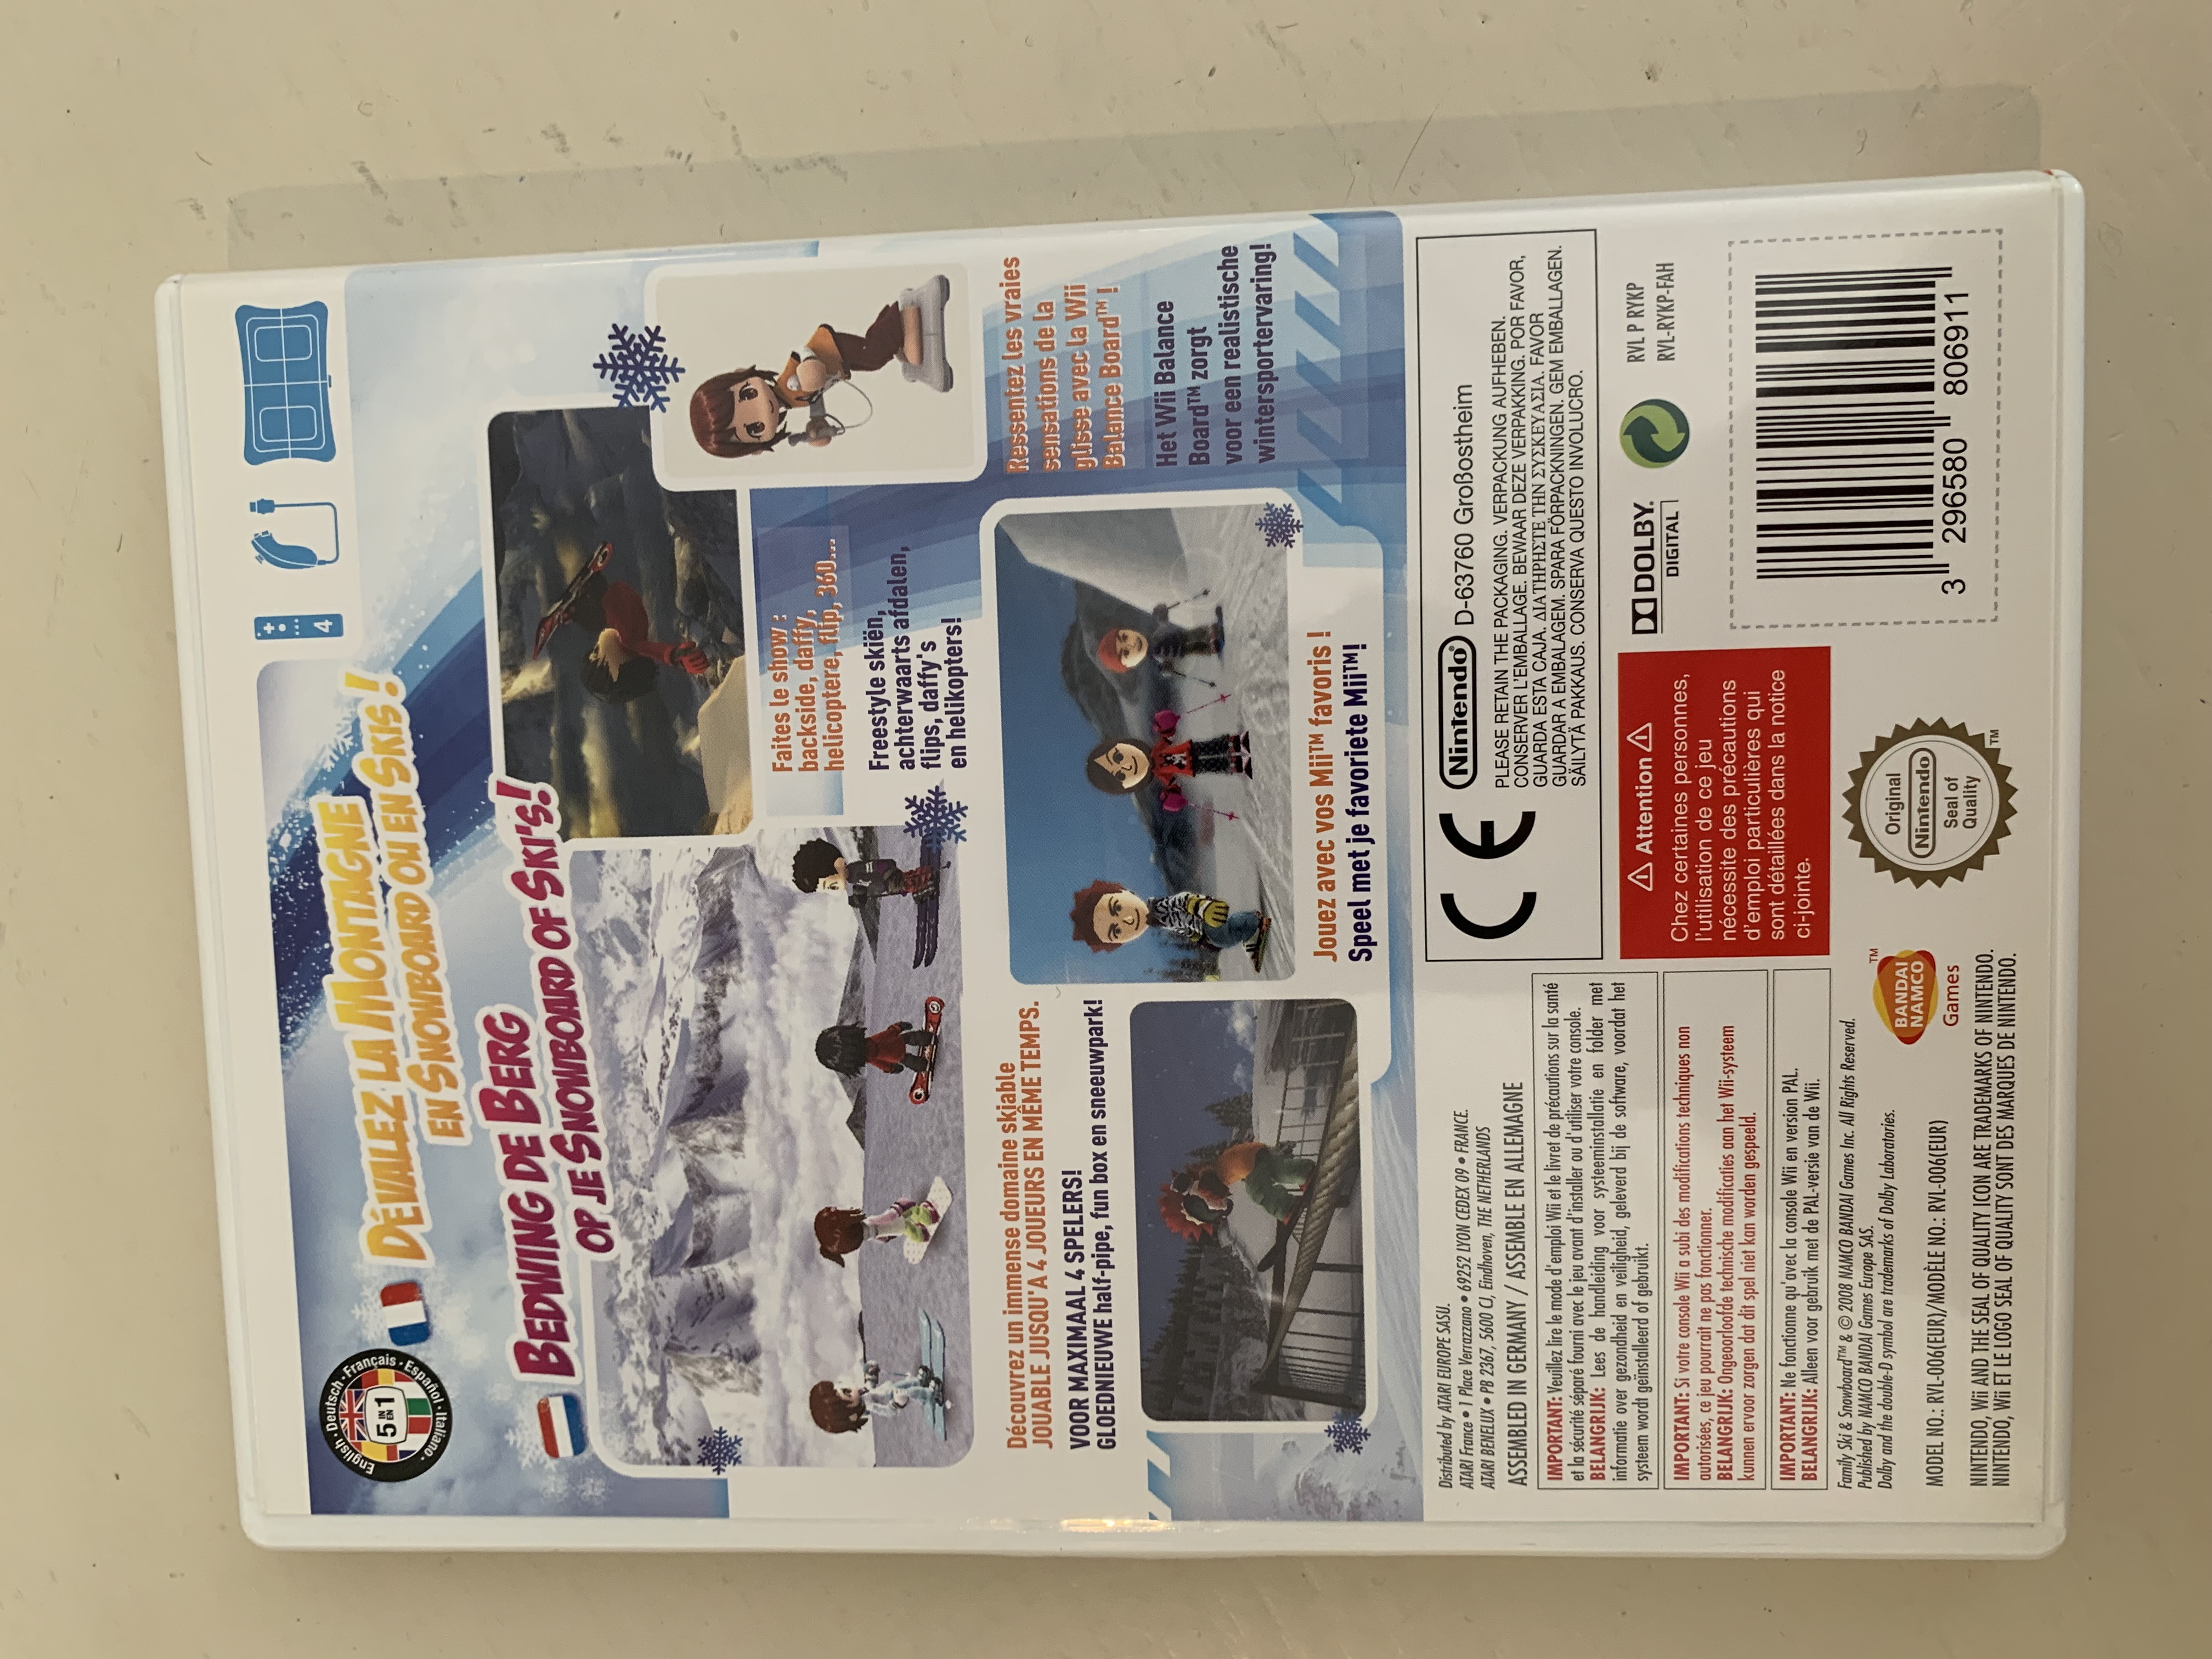 4
English · Deutsch · Français · Español · Italiano ·
5 IN EN 1
DÉVALEZ LA MONTAGNE
EN SNOWBOARD OU EN SKIS !
BEDWING DE BERG
OP JE SNOWBOARD OF SKI'S!
Faites le show :
backside, daffy,
helicoptere, flip, 360...
Freestyle skiën,
achterwaarts afdalen,
flips, daffy's
en helikopters!
Découvrez un immense domaine skiable
JOUABLE JUSQU'A 4 JOUEURS EN MÊME TEMPS.
VOOR MAXIMAAL 4 SPELERS!
GLOEDNIEUWE half-pipe, fun box en sneeuwpark!
Ressentez les vraies
sensations de la
glisse avec la Wii
Balance Board™ !
Het Wii Balance
Board™ zorgt
voor een realistische
wintersportervaring!
Jouez avec vos Mii™ favoris !
Speel met je favoriete Mii™!
Distributed by ATARI EUROPE SASU.
ATARI France • 1 Place Verrazzano • 69252 LYON CEDEX 09 • FRANCE.
ATARI BENELUX • PB 2367, 5600 CJ, Eindhoven, THE NETHERLANDS
ASSEMBLED IN GERMANY / ASSEMBLE EN ALLEMAGNE
IMPORTANT: Veuillez lire le mode d'emploi Wii et le livret de précautions sur la santé
et la sécurité séparé fourni avec le jeu avant d'installer ou d'utiliser votre console.
BELANGRIJK: Lees de handleiding voor systeeminstallatie en folder met
informatie over gezondheid en veiligheid, geleverd bij de software, voordat het
systeem wordt geïnstalleerd of gebruikt.
IMPORTANT: Si votre console Wii a subi des modifications techniques non
autorisées, ce jeu pourrait ne pas fonctionner.
BELANGRIJK: Ongeoorloofde technische modificaties aan het Wii-systeem
kunnen ervoor zorgen dat dit spel niet kan worden gespeeld.
IMPORTANT: Ne fonctionne qu'avec la console Wii en version PAL.
BELANGRIJK: Alleen voor gebruik met de PAL-versie van de Wii.
Family Ski & Snowboard™ & © 2008 NAMCO BANDAI Games Inc. All Rights Reserved.
Published by NAMCO BANDAI Games Europe SAS.
Dolby and the double-D symbol are trademarks of Dolby Laboratories.
MODEL NO.: RVL-006(EUR)/MODÈLE NO.: RVL-006(EUR)
NINTENDO, Wii AND THE SEAL OF QUALITY ICON ARE TRADEMARKS OF NINTENDO.
NINTENDO, Wii ET LE LOGO SEAL OF QUALITY SONT DES MARQUES DE NINTENDO.
BANDAI
NAMCO
™
Games
CE
Nintendo® D-63760 Großostheim
PLEASE RETAIN THE PACKAGING. VERPACKUNG AUFHEBEN.
CONSERVER L'EMBALLAGE. BEWAAR DEZE VERPAKKING. POR FAVOR,
GUARDA ESTA CAJA. ΔΙΑΤΗΡΗΣΤΕ ΤΗΝ ΣΥΣΚΕΥΑΣΙΑ. FAVOR
GUARDAR A EMBALAGEM. SPARA FÖRPACKNINGEN. GEM EMBALLAGEN.
SÄILYTÄ PAKKAUS. CONSERVA QUESTO INVOLUCRO.
Attention
Chez certaines personnes,
l'utilisation de ce jeu
nécessite des précautions
d'emploi particulières qui
sont détaillées dans la notice
ci-jointe.
DOLBY.
DIGITAL
RVL P RYKP
RVL-RYKP-FAH
Original
Nintendo
Seal of
Quality
™
3 296580 806911